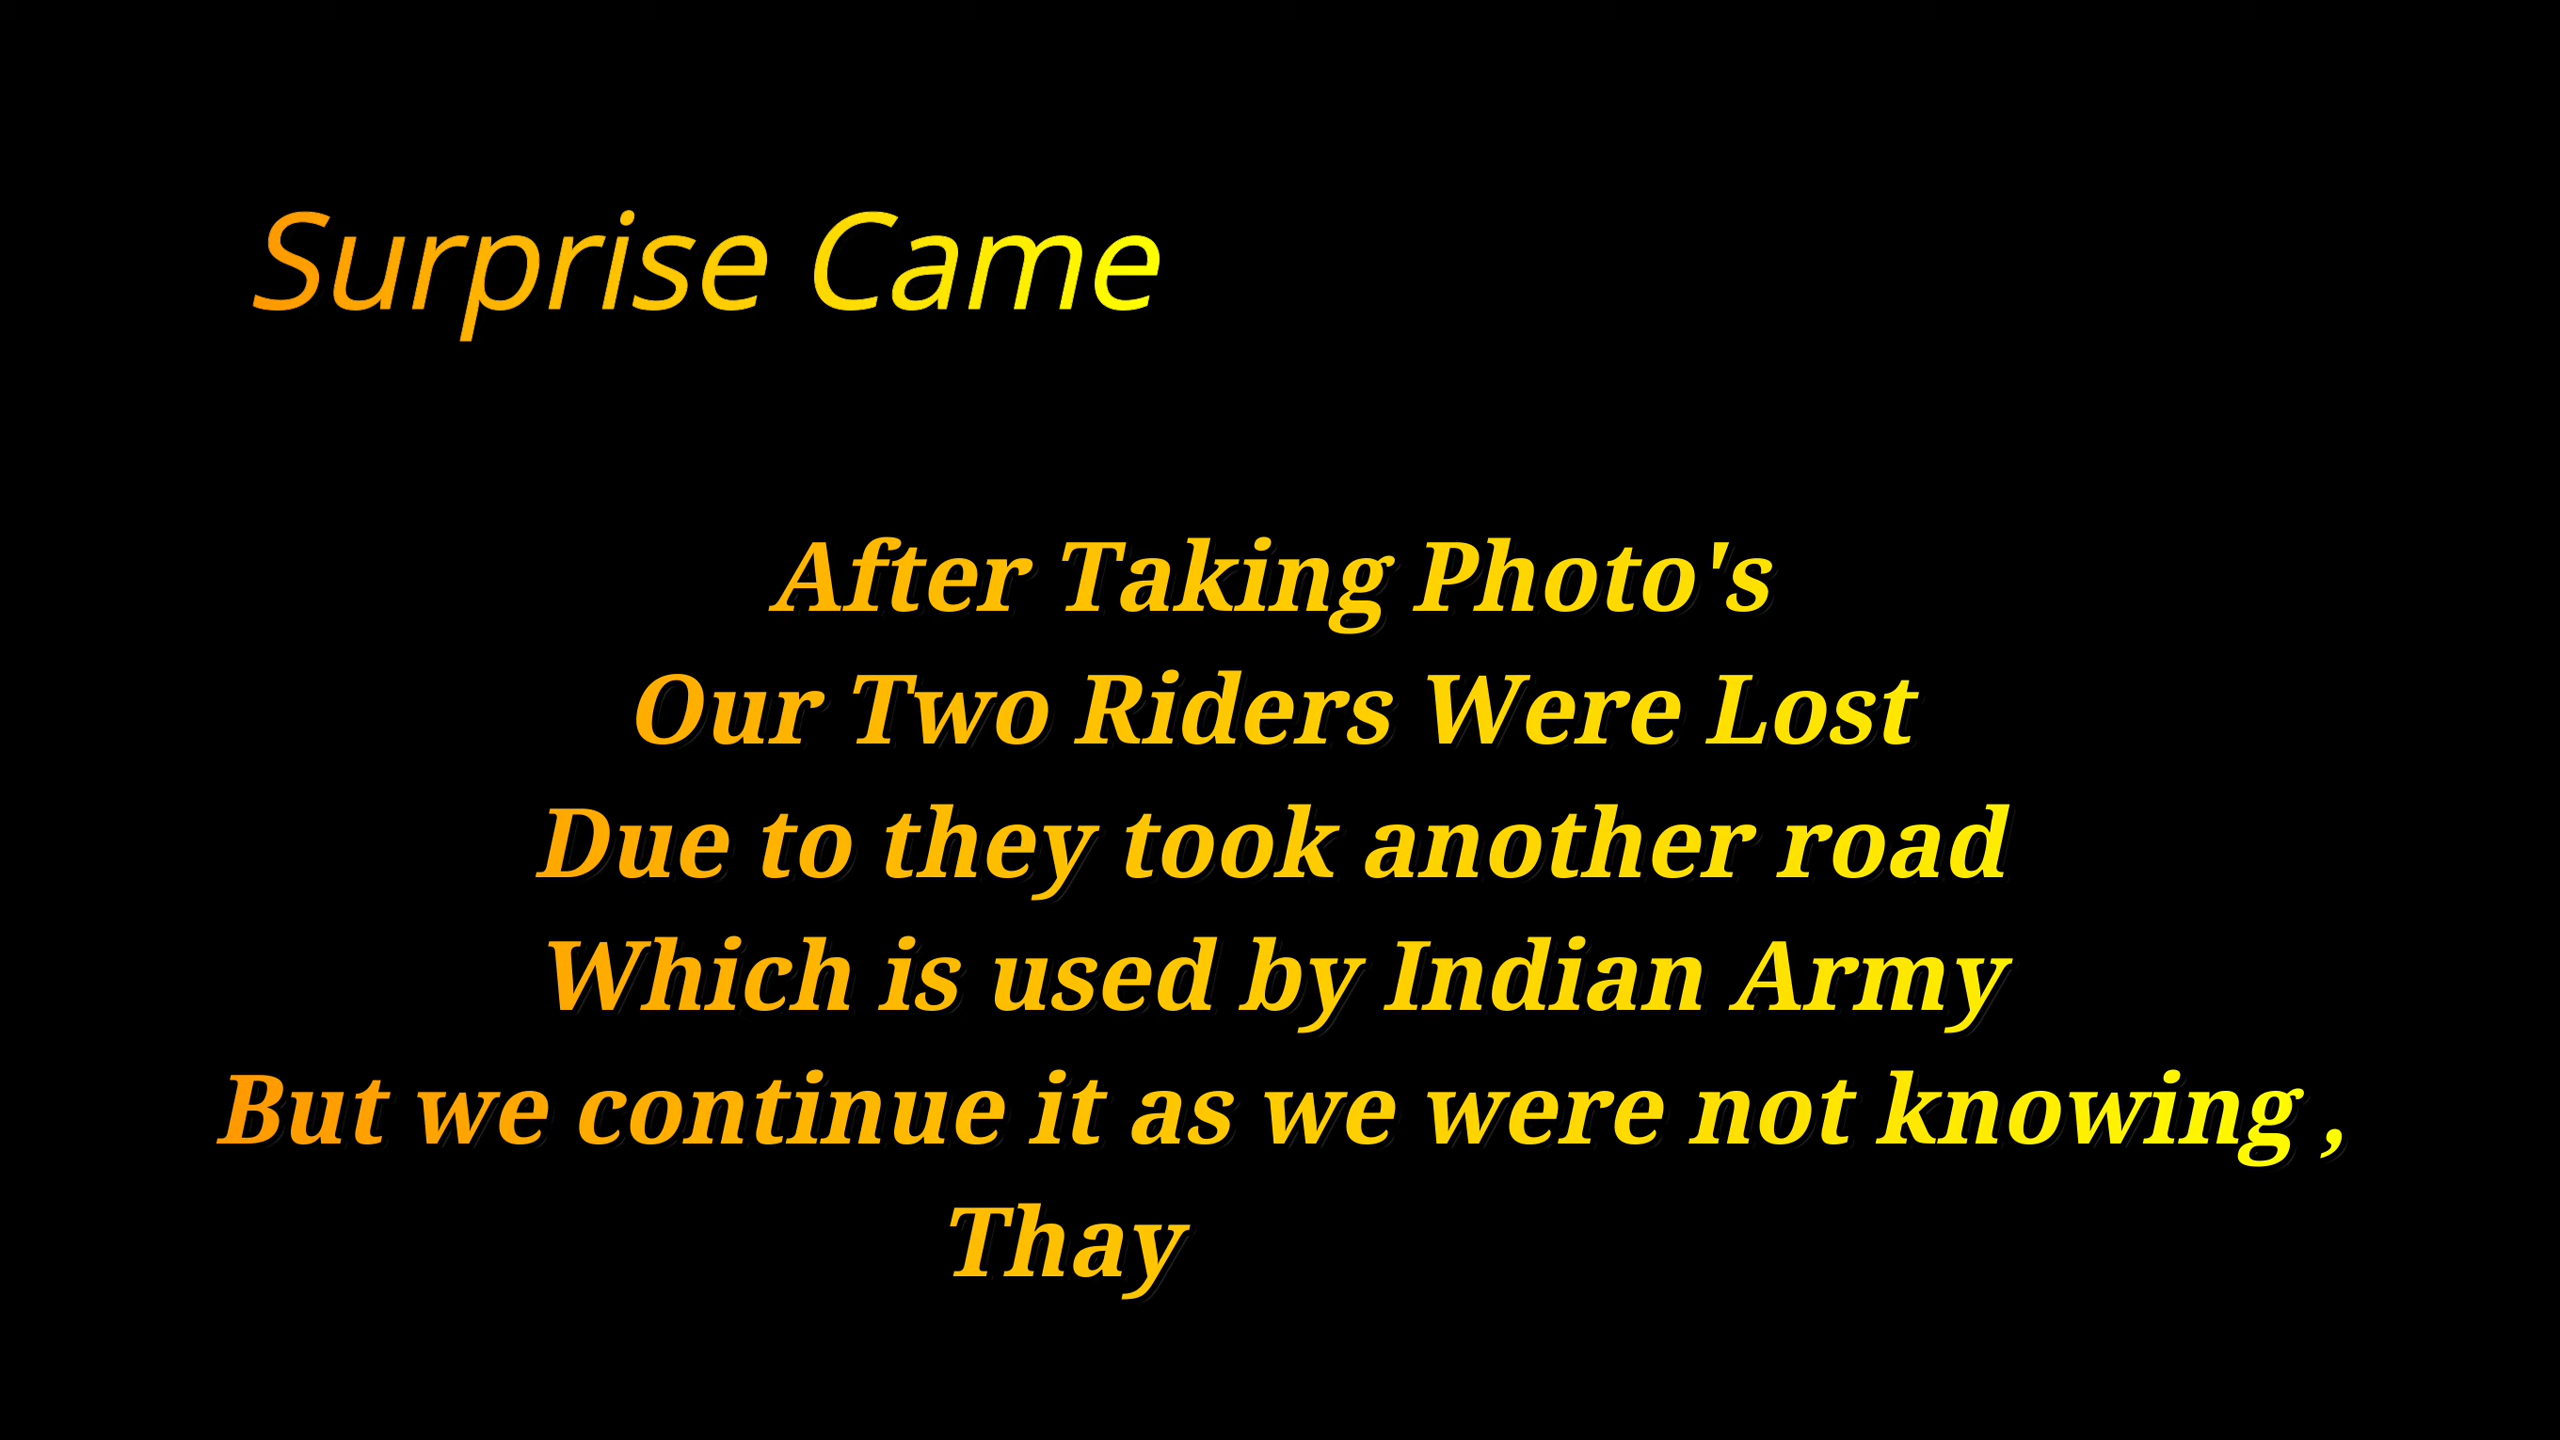 Surprise Came
After Taking Photo's
Our Two Riders Were Lost
Due to they took another road
Which is used by Indian Army
But we continue it as we were not knowing ,
Thay